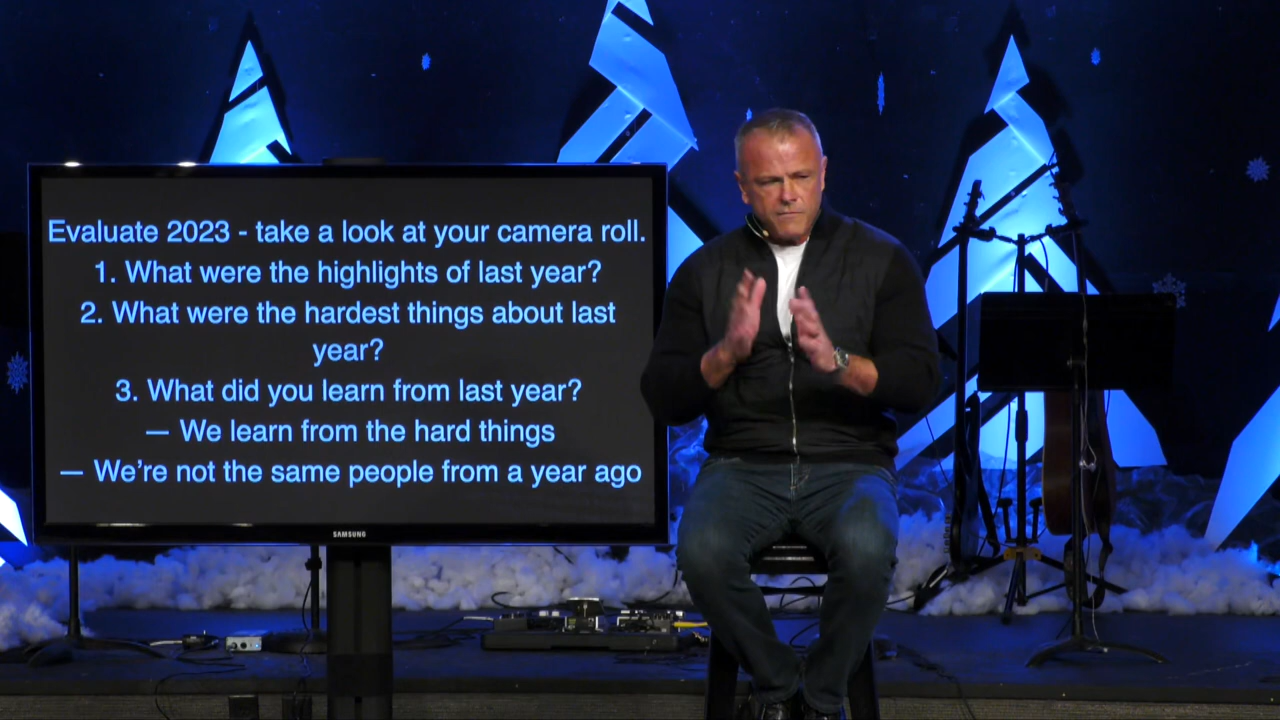 Evaluate 2023 - take a look at your camera roll.
1. What were the highlights of last year?
2. What were the hardest things about last
year?
3. What did you learn from last year?
— We learn from the hard things
— We’re not the same people from a year ago
SAMSUNG